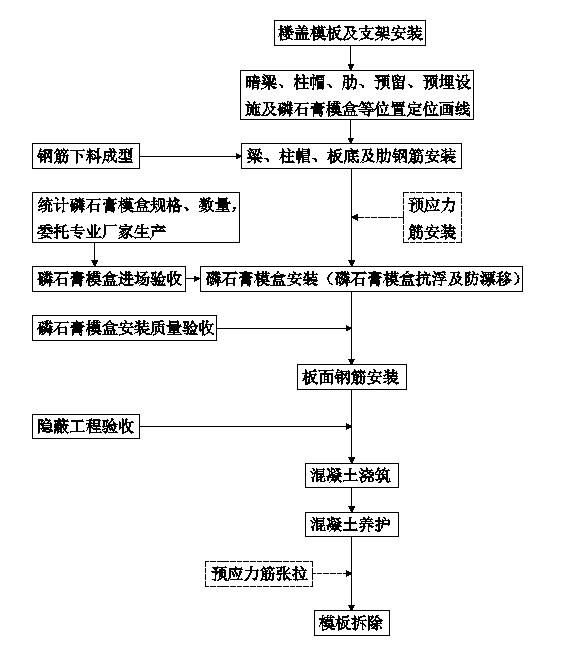 楼盖模板及支架安装
暗梁、柱帽、肋、预留、预埋设
施及磷石膏模盒等位置定位画线
钢筋下料成型
梁、柱帽、板底及肋钢筋安装
统计磷石膏模盒规格、数量，
委托专业厂家生产
预应力
筋安装
磷石膏模盒进场验收
磷石膏模盒安装（磷石膏模盒抗浮及防漂移）
磷石膏模盒安装质量验收
板面钢筋安装
隐蔽工程验收
混凝土浇筑
混凝土养护
预应力筋张拉
模板拆除